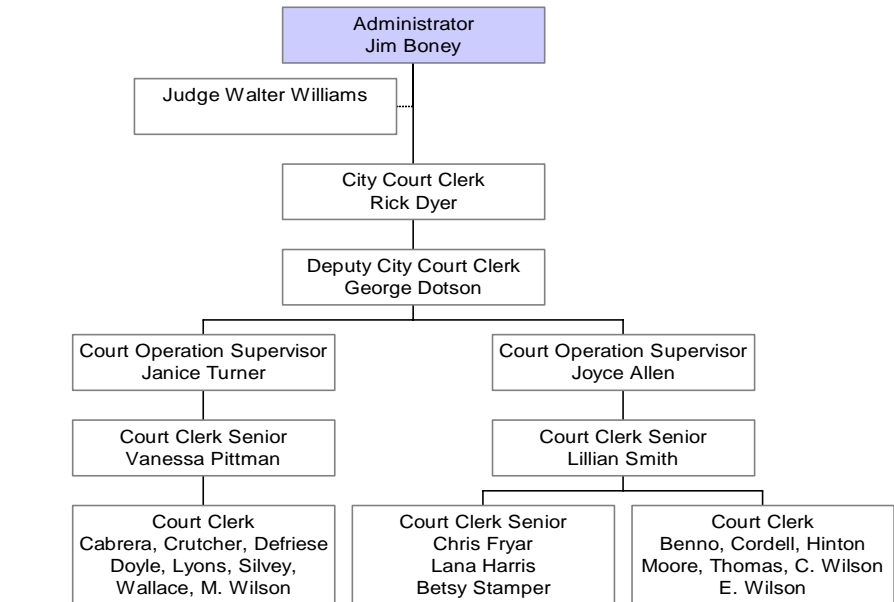 Administrator
Jim Boney
Judge Walter Williams
City Court Clerk
Rick Dyer
Deputy City Court Clerk
George Dotson
Court Operation Supervisor
Janice Turner
Court Operation Supervisor
Joyce Allen
Court Clerk Senior
Vanessa Pittman
Court Clerk Senior
Lillian Smith
Court Clerk
Cabrera, Crutcher, Defriese
Doyle, Lyons, Silvey,
Wallace, M. Wilson
Court Clerk Senior
Chris Fryar
Lana Harris
Betsy Stamper
Court Clerk
Benno, Cordell, Hinton
Moore, Thomas, C. Wilson
E. Wilson